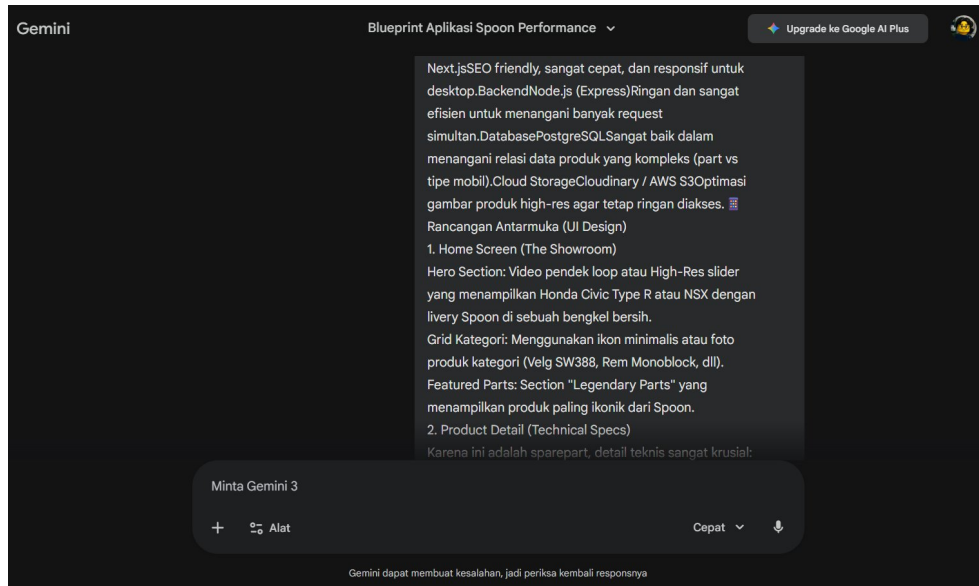 Gemini
Blueprint Aplikasi Spoon Performance
Upgrade ke Google AI Plus
Next.jsSEO friendly, sangat cepat, dan responsif untuk
desktop.BackendNode.js (Express)Ringan dan sangat
efisien untuk menangani banyak request
simultan.DatabasePostgreSQLSangat baik dalam
menangani relasi data produk yang kompleks (part vs
tipe mobil).Cloud StorageCloudinary / AWS S3Optimasi
gambar produk high-res agar tetap ringan diakses.
Rancangan Antarmuka (UI Design)
1. Home Screen (The Showroom)
Hero Section: Video pendek loop atau High-Res slider
yang menampilkan Honda Civic Type R atau NSX dengan
livery Spoon di sebuah bengkel bersih.
Grid Kategori: Menggunakan ikon minimalis atau foto
produk kategori (Velg SW388, Rem Monoblock, dll).
Featured Parts: Section "Legendary Parts" yang
menampilkan produk paling ikonik dari Spoon.
2. Product Detail (Technical Specs)
Karena ini adalah sparepart, detail teknis sangat krusial:
Minta Gemini 3
Alat
Cepat
Gemini dapat membuat kesalahan, jadi periksa kembali responsnya